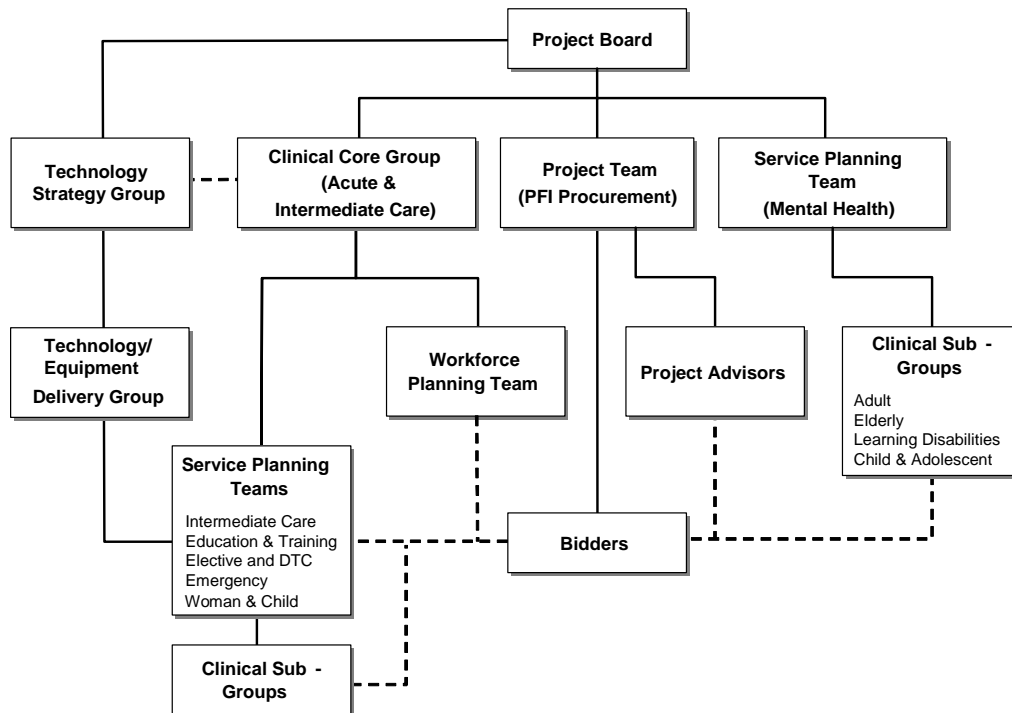 Project Board
Technology
Strategy Group
Clinical Core Group
(Acute &
Intermediate Care)
Project Team
(PFI Procurement)
Service Planning
Team
(Mental Health)
Technology/
Equipment
Delivery Group
Workforce
Planning Team
Project Advisors
Clinical Sub -
Groups
Adult
Elderly
Learning Disabilities
Child & Adolescent
Service Planning
Teams
Intermediate Care
Education & Training
Elective and DTC
Emergency
Woman & Child
Bidders
Clinical Sub -
Groups